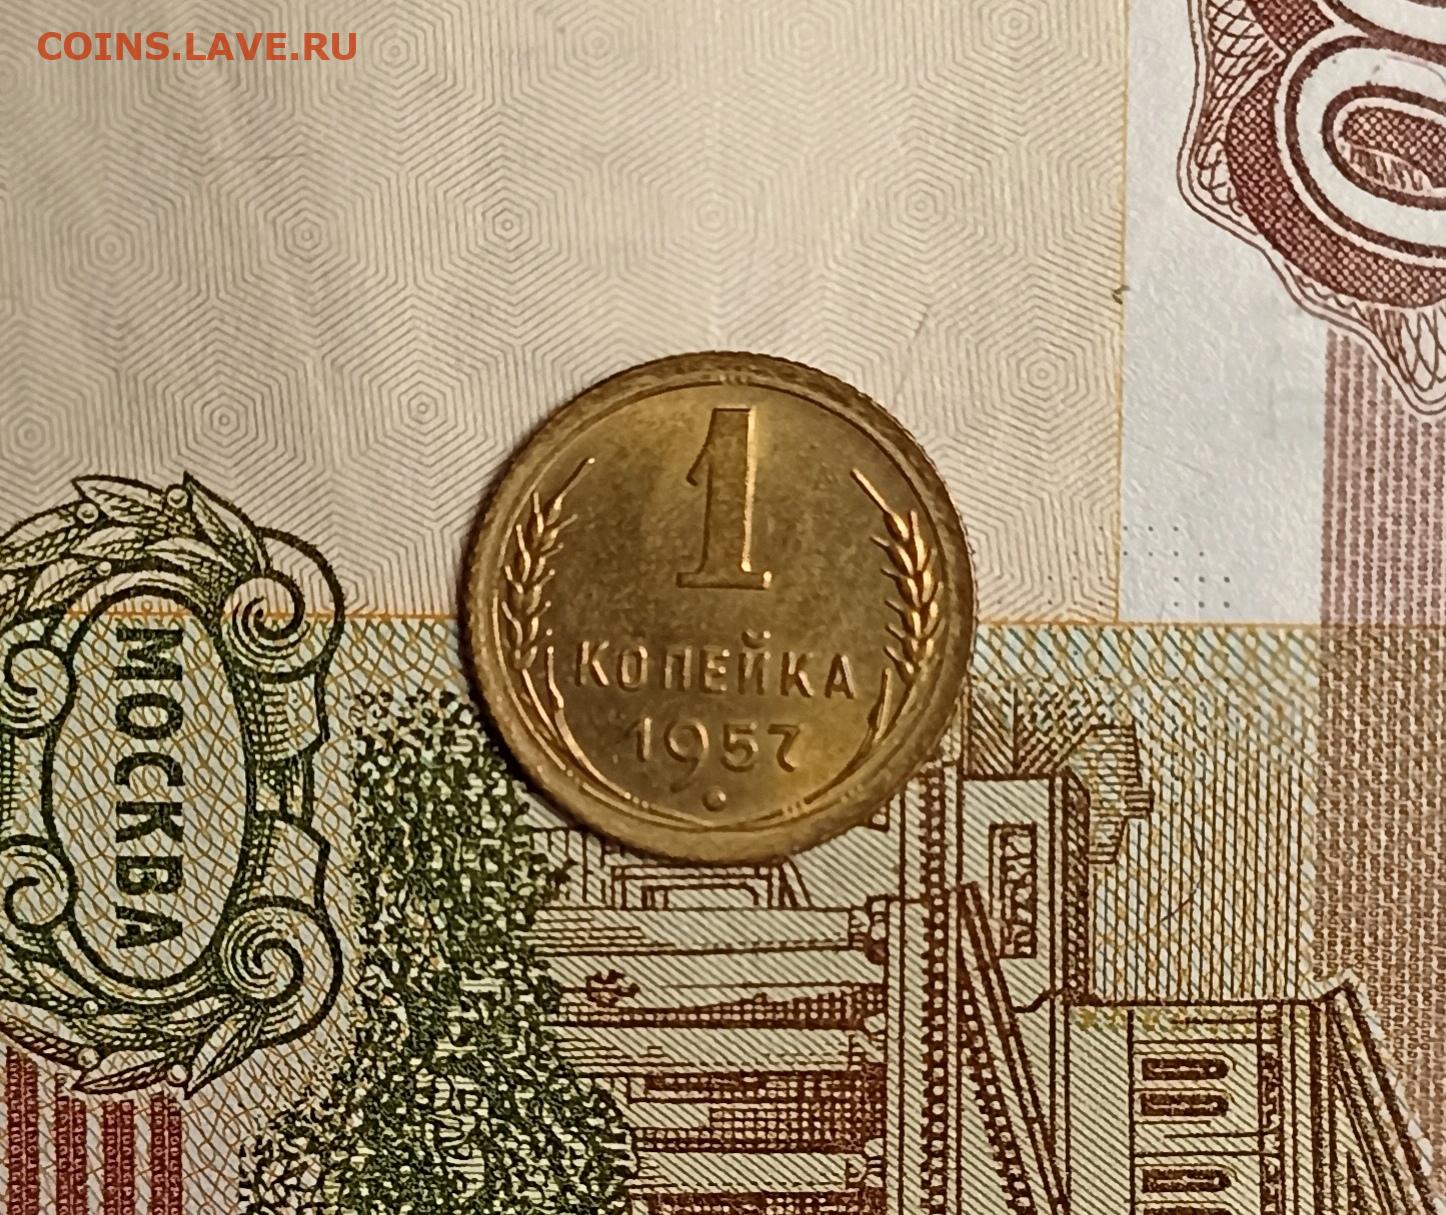 COINS.LAVE.RU
1
КОПЕЙКА
1957
МОСКВА